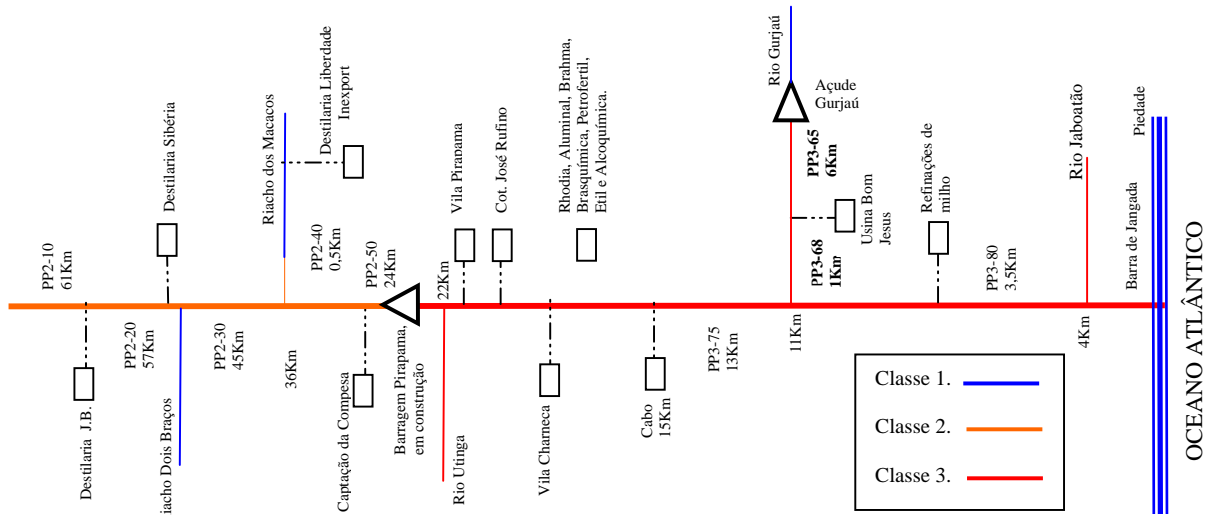 PP2-10
61Km
Destilaria J.B.
PP2-20
57Km
Destilaria Sibéria
Riacho Dois Braços
PP2-30
45Km
Riacho dos Macacos
Destilaria Liberdade
Inexport
36Km
PP2-40
0,5Km
Captação da Compesa
PP2-50
24Km
Barragem Pirapama,
em construção
22Km
Rio Utinga
Vila Pirapama
Cot. José Rufino
Vila Charneca
Rhodia, Aluminal, Brahma,
Brasquímica, Petrofertil,
Etil e Alcoquímica.
Cabo
15Km
PP3-75
13Km
Rio Gurjaú
Açude
Gurjaú
PP3-65
6Km
Usina Bom
Jesus
PP3-68
1Km
11Km
Refinações de
milho
PP3-80
3,5Km
Rio Jaboatão
4Km
Piedade
Barra de Jangada
OCEANO ATLÂNTICO
Classe 1.
Classe 2.
Classe 3.